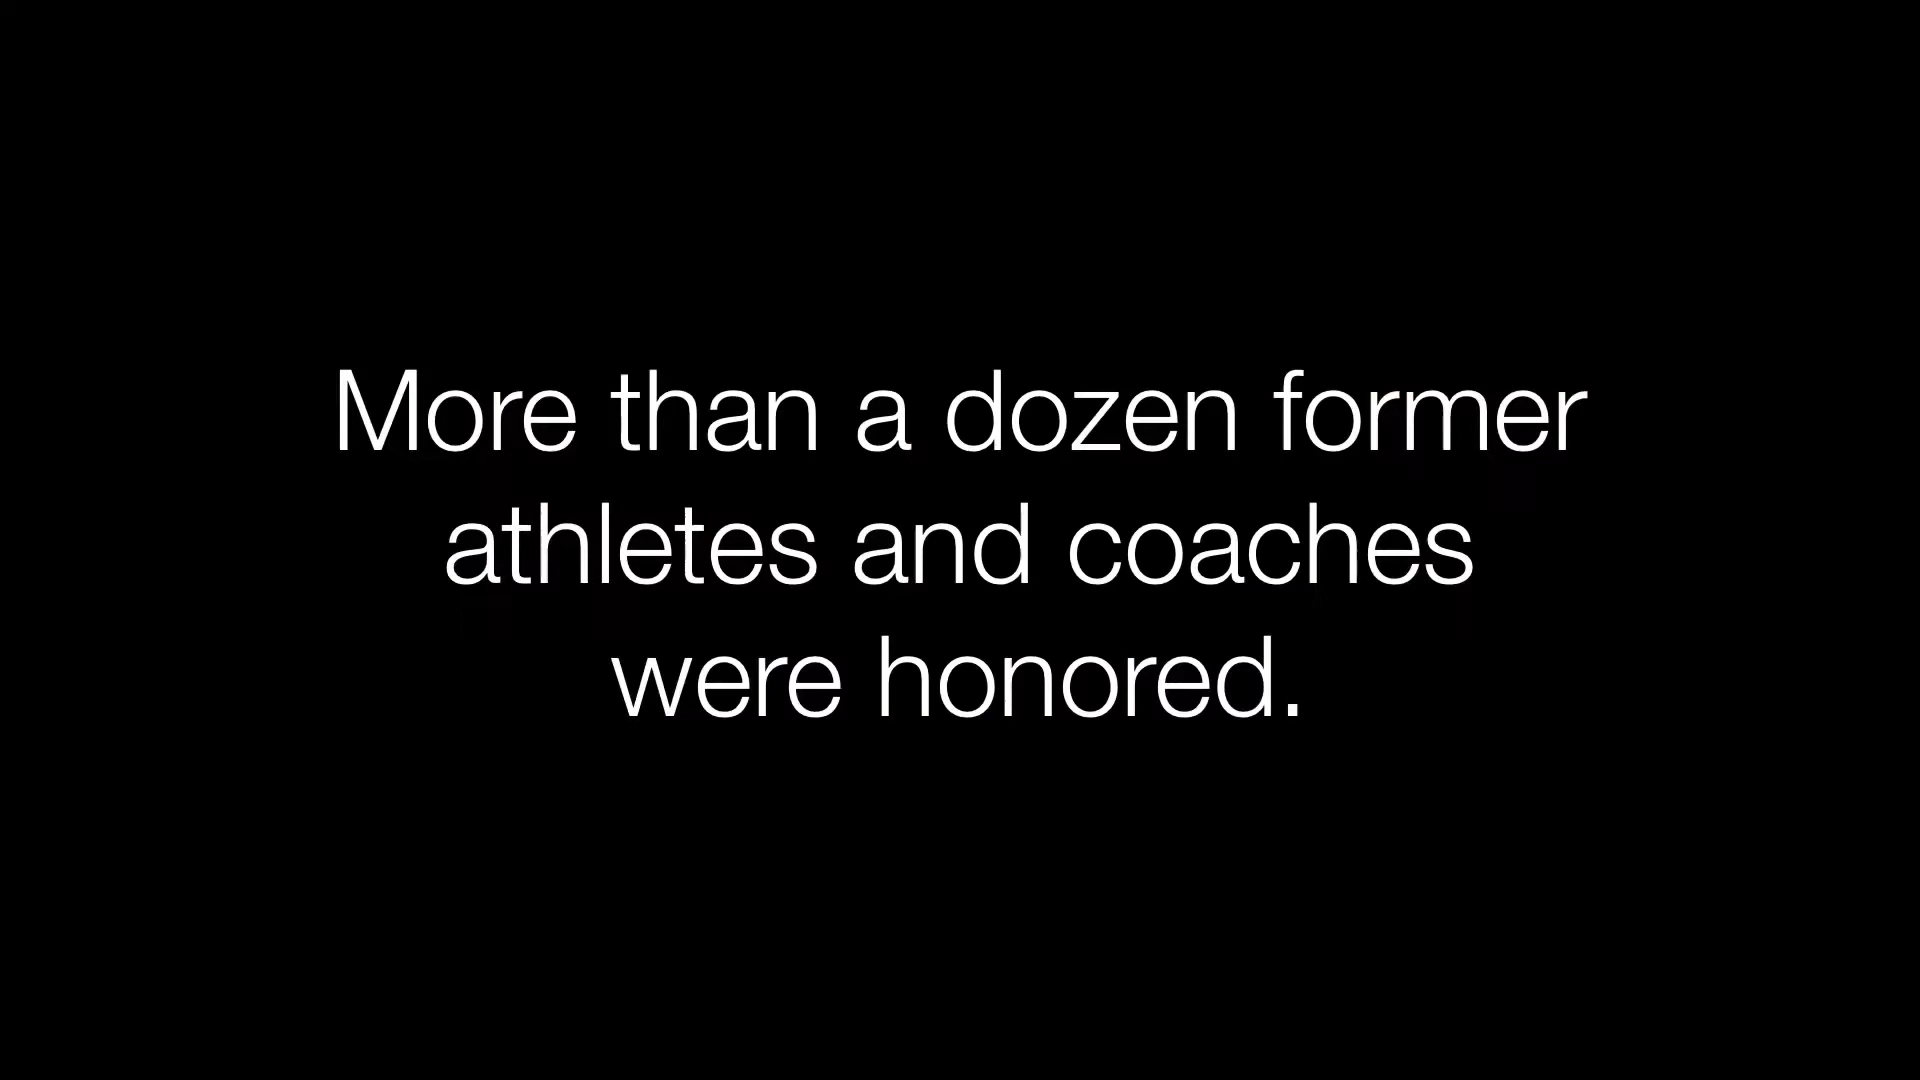 More than a dozen former
athletes and coaches
were honored.